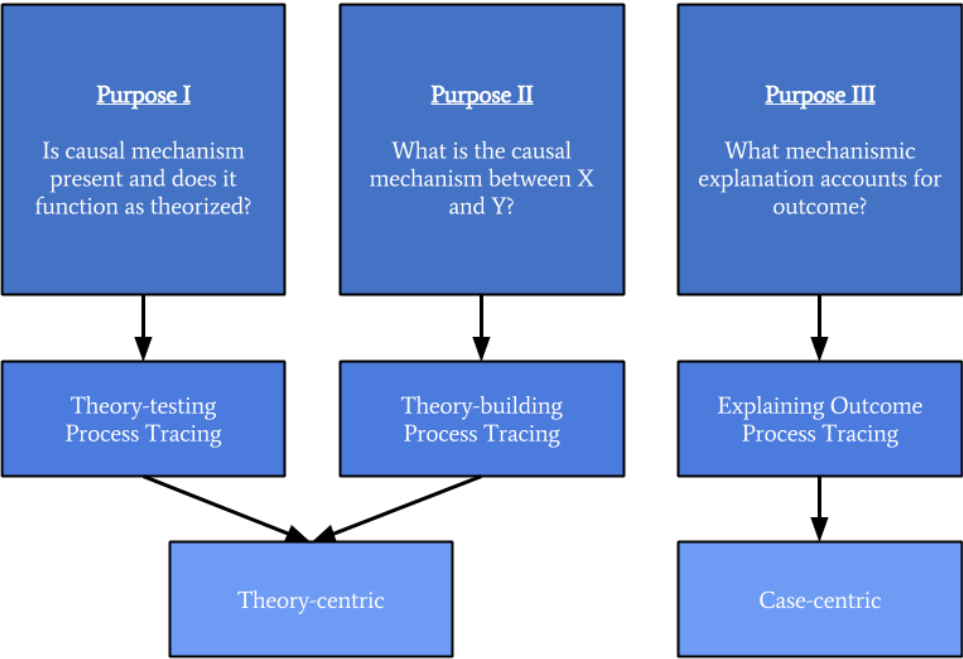 Purpose I
Is causal mechanism
present and does it
function as theorized?
Purpose II
What is the causal
mechanism between X
and Y?
Purpose III
What mechanismic
explanation accounts for
outcome?
Theory-testing
Process Tracing
Theory-building
Process Tracing
Explaining Outcome
Process Tracing
Theory-centric
Case-centric